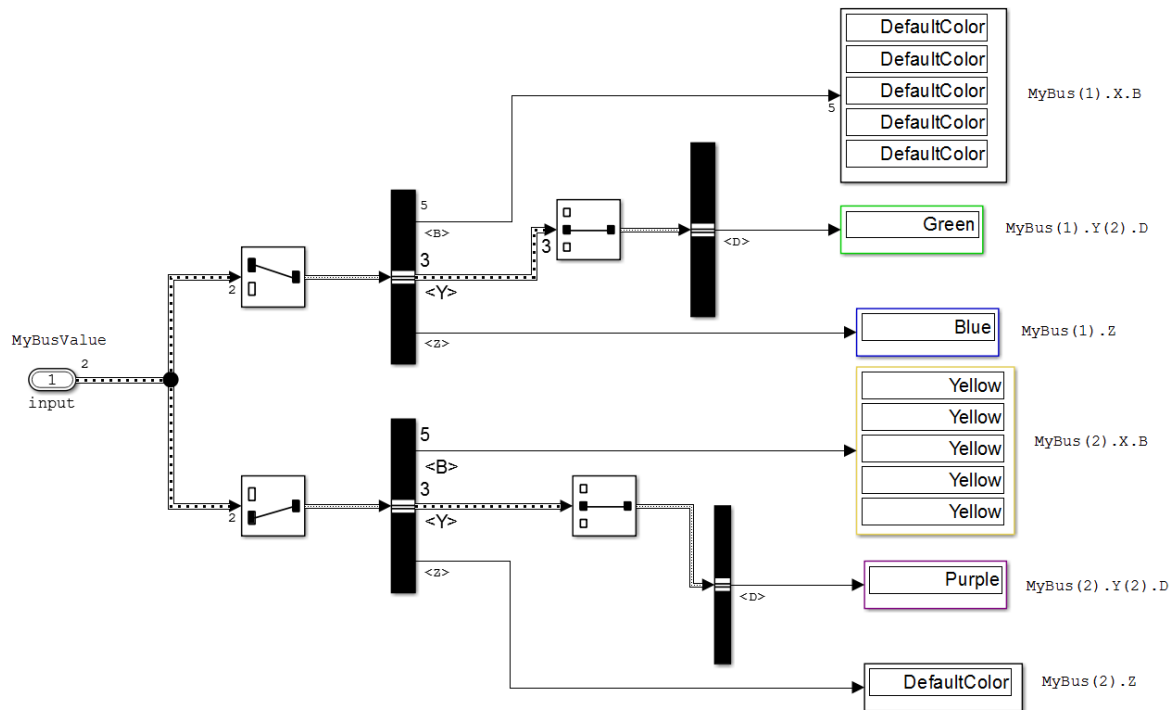 DefaultColor
DefaultColor
DefaultColor
DefaultColor
DefaultColor
5
MyBus(1).X.B
5
<B>
3
<Y>
<Z>
3
<D>
Green
MyBus(1).Y(2).D
2
Blue
MyBus(1).Z
MyBusValue
2
1
input
Yellow
Yellow
Yellow
Yellow
Yellow
MyBus(2).X.B
5
<B>
3
<Y>
<Z>
2
<D>
Purple
MyBus(2).Y(2).D
DefaultColor
MyBus(2).Z